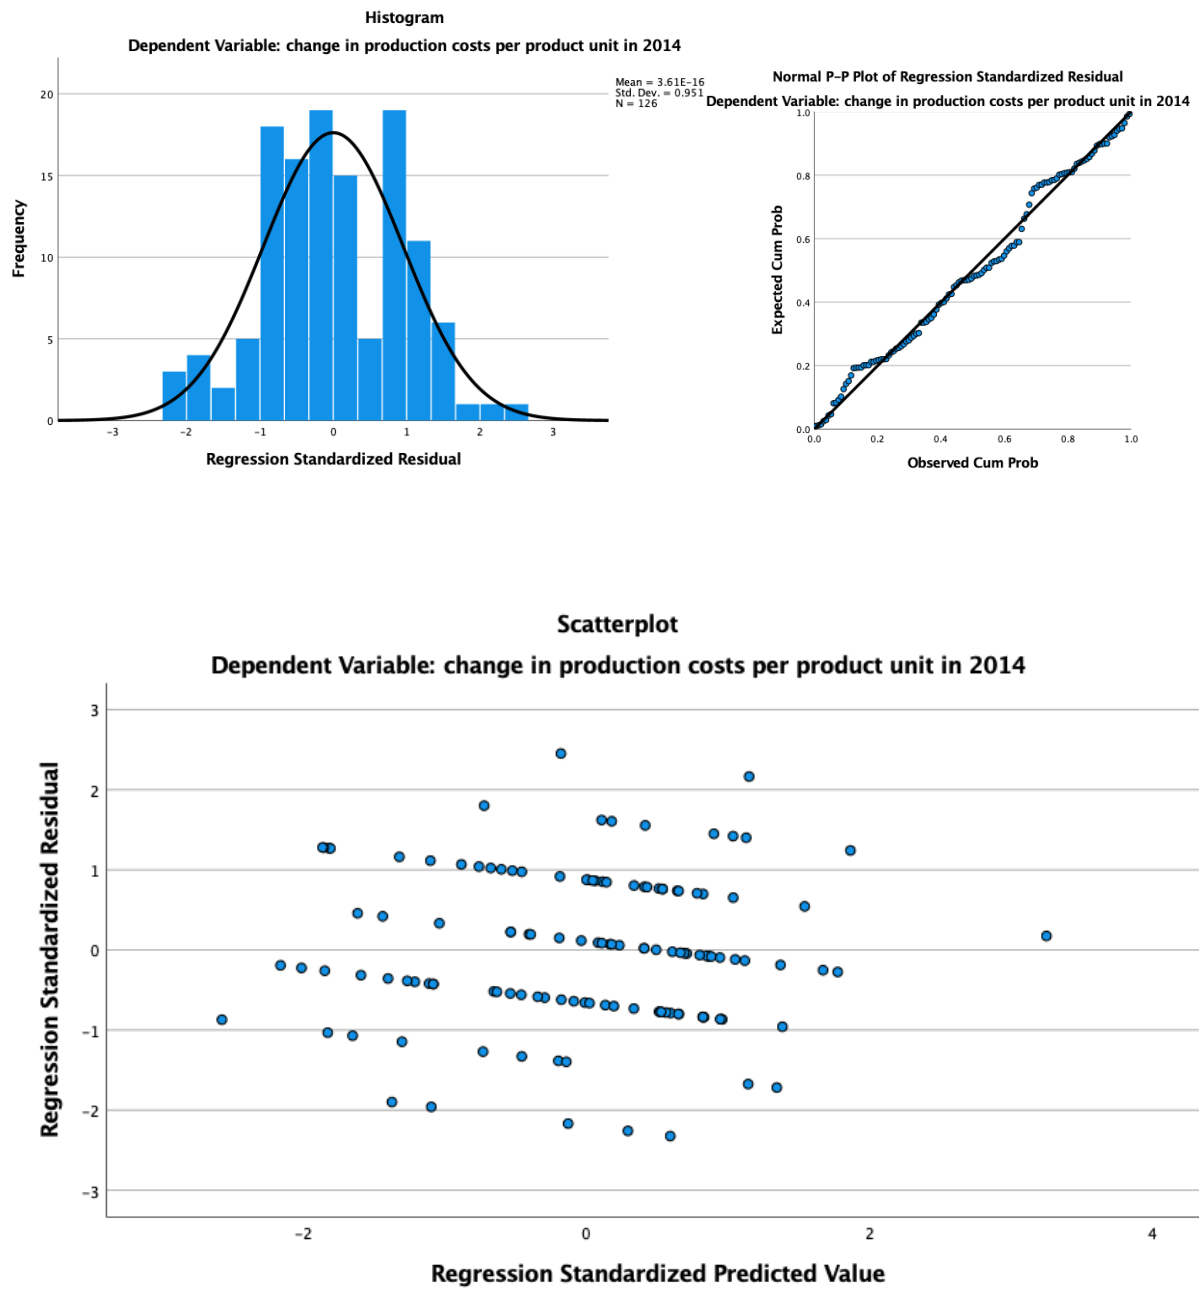 Histogram
Dependent Variable: change in production costs per product unit in 2014
Mean = 3.61E-16
Std. Dev. = 0.951
N = 126
20
15
10
5
0
Frequency
-3 -2 -1 0 1 2 3
Regression Standardized Residual
Normal P-P Plot of Regression Standardized Residual
Dependent Variable: change in production costs per product unit in 2014
1.0
0.8
0.6
0.4
0.2
0.0
Expected Cum Prob
0.0 0.2 0.4 0.6 0.8 1.0
Observed Cum Prob
Scatterplot
Dependent Variable: change in production costs per product unit in 2014
3
2
1
0
-1
-2
-3
Regression Standardized Residual
-2 0 2 4
Regression Standardized Predicted Value